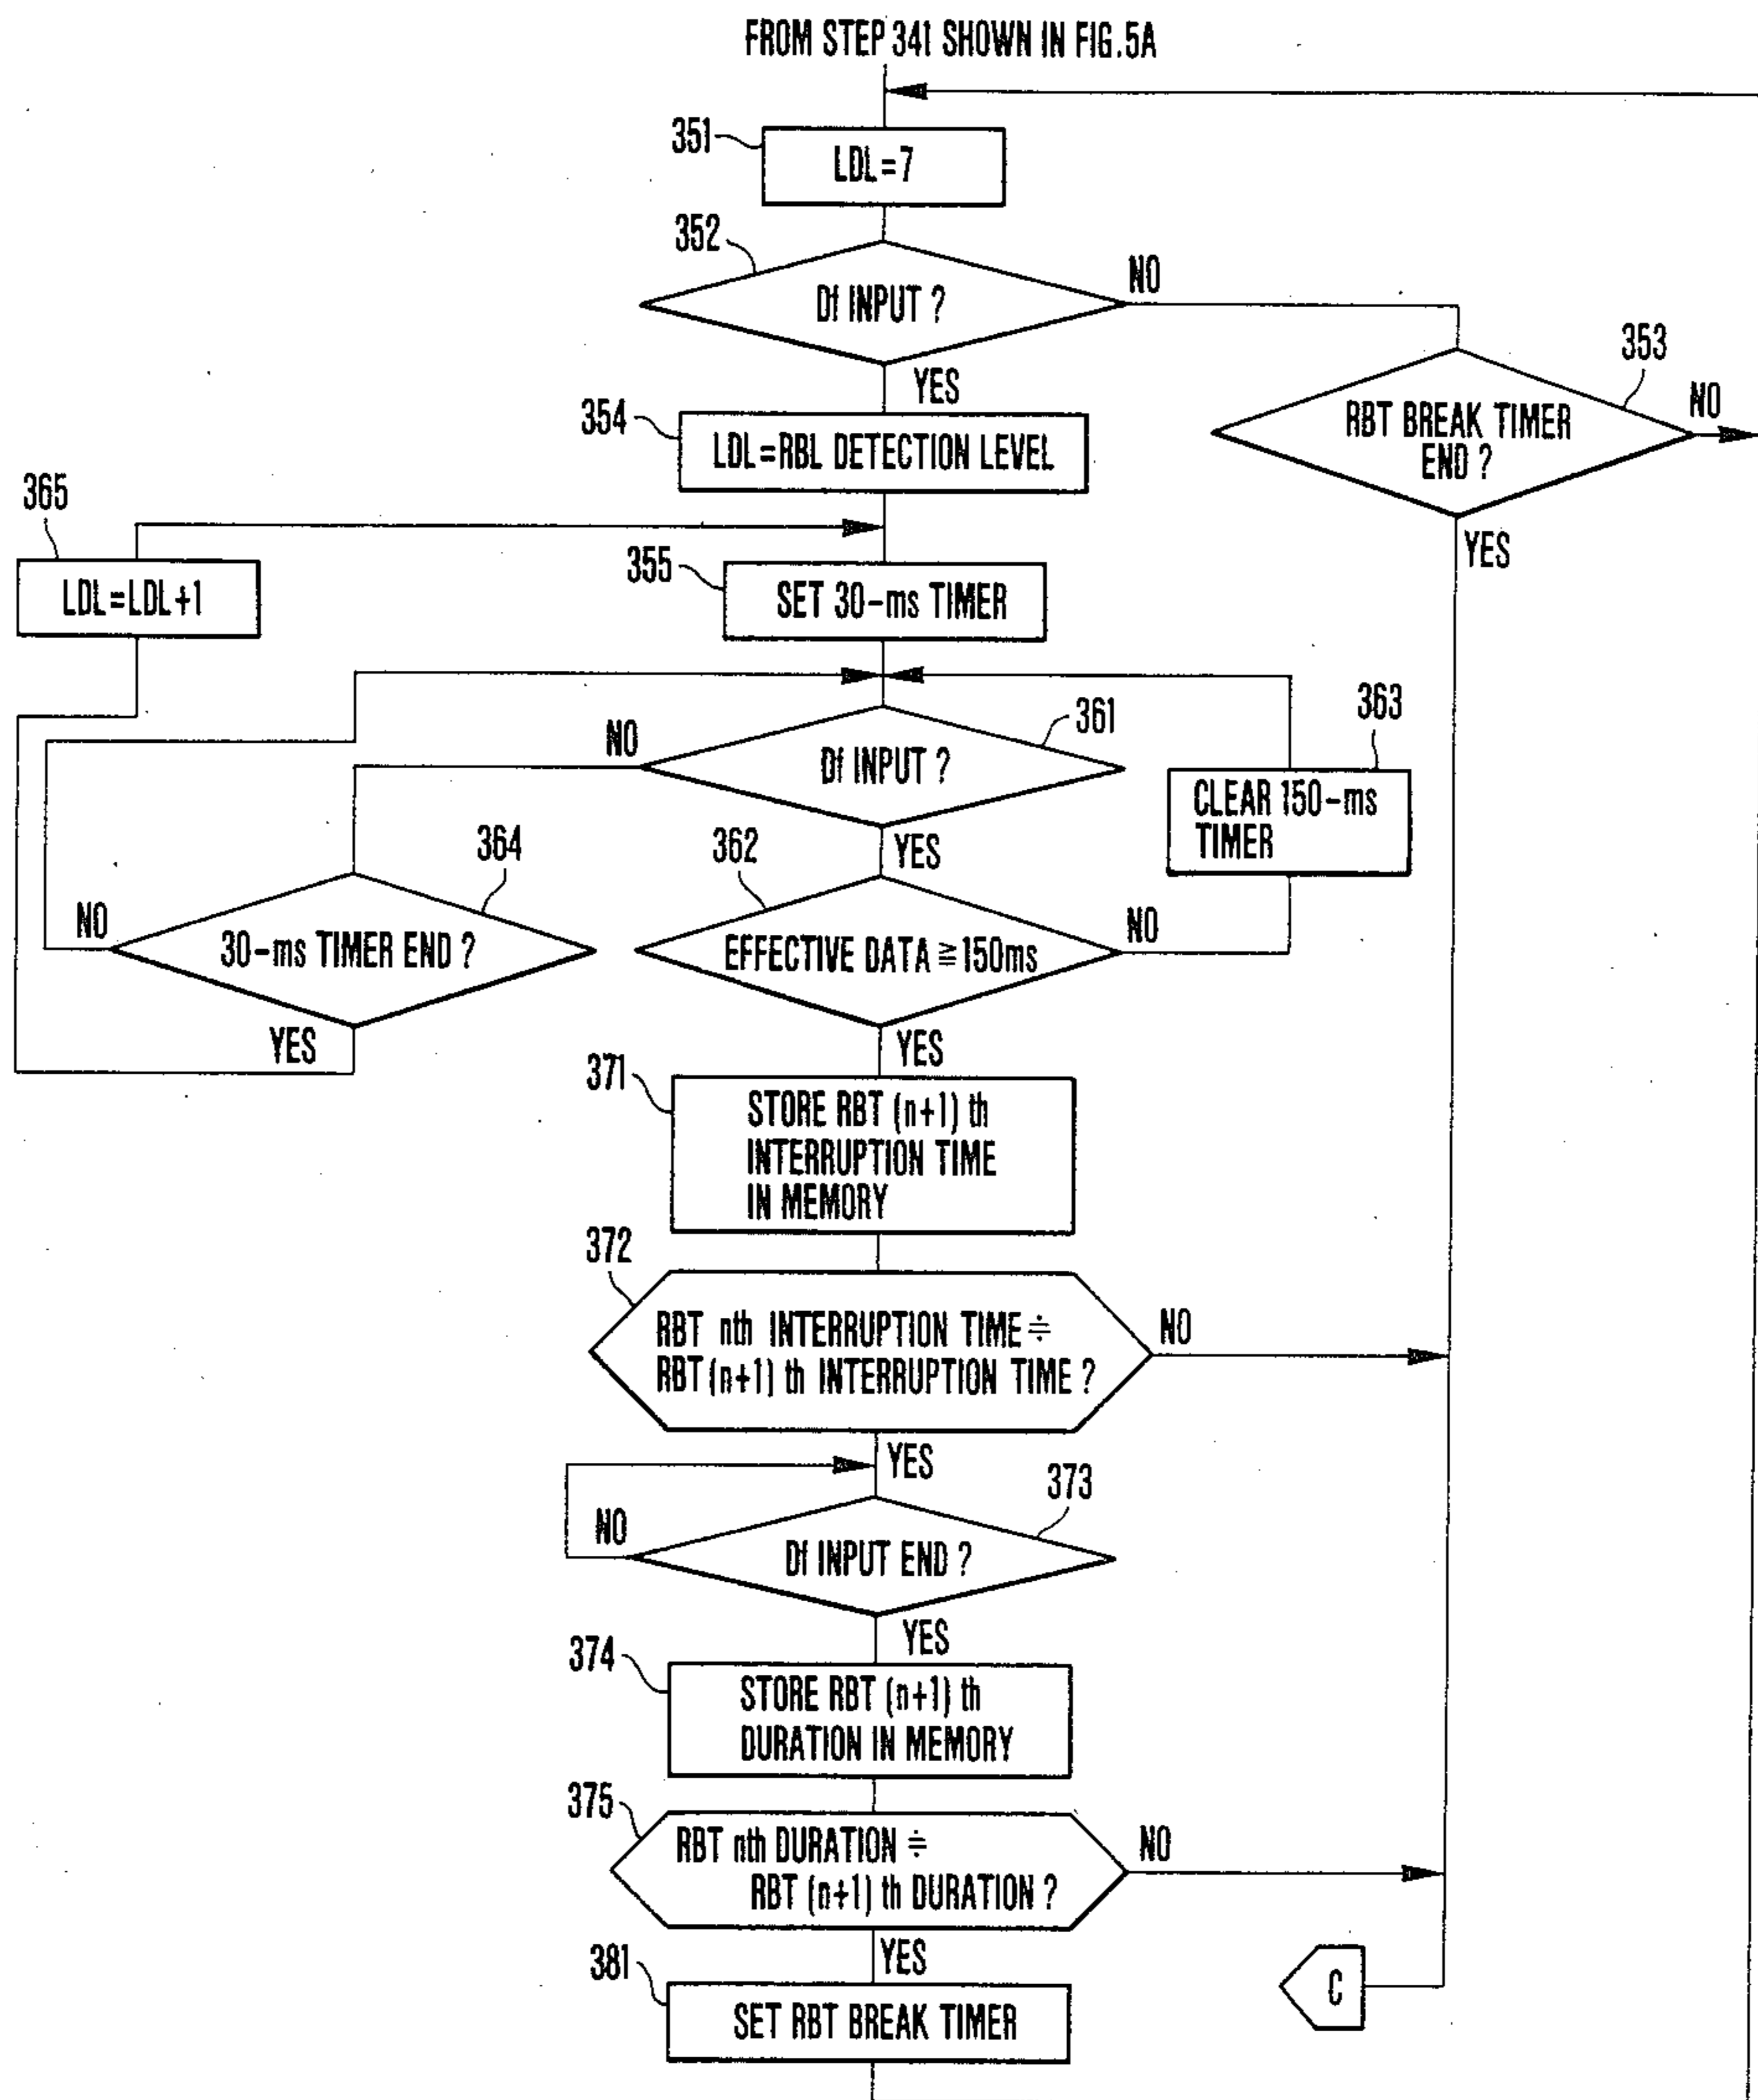 FROM STEP 341 SHOWN IN FIG.5A
351
LDL=7
352
Df INPUT ?
NO
353
YES
RBT BREAK TIMER
END ?
NO
354
LDL=RBL DETECTION LEVEL
YES
365
LDL=LDL+1
355
SET 30-ms TIMER
361
NO
Df INPUT ?
363
CLEAR 150-ms
TIMER
YES
364
362
NO
30-ms TIMER END ?
EFFECTIVE DATA ≧150ms
NO
YES
YES
371
STORE RBT (n+1) th
INTERRUPTION TIME
IN MEMORY
372
RBT nth INTERRUPTION TIME ≒
RBT (n+1) th INTERRUPTION TIME ?
NO
YES
373
NO
Df INPUT END ?
YES
374
STORE RBT (n+1) th
DURATION IN MEMORY
375
RBT nth DURATION ≒
RBT (n+1) th DURATION ?
NO
YES
381
SET RBT BREAK TIMER
C